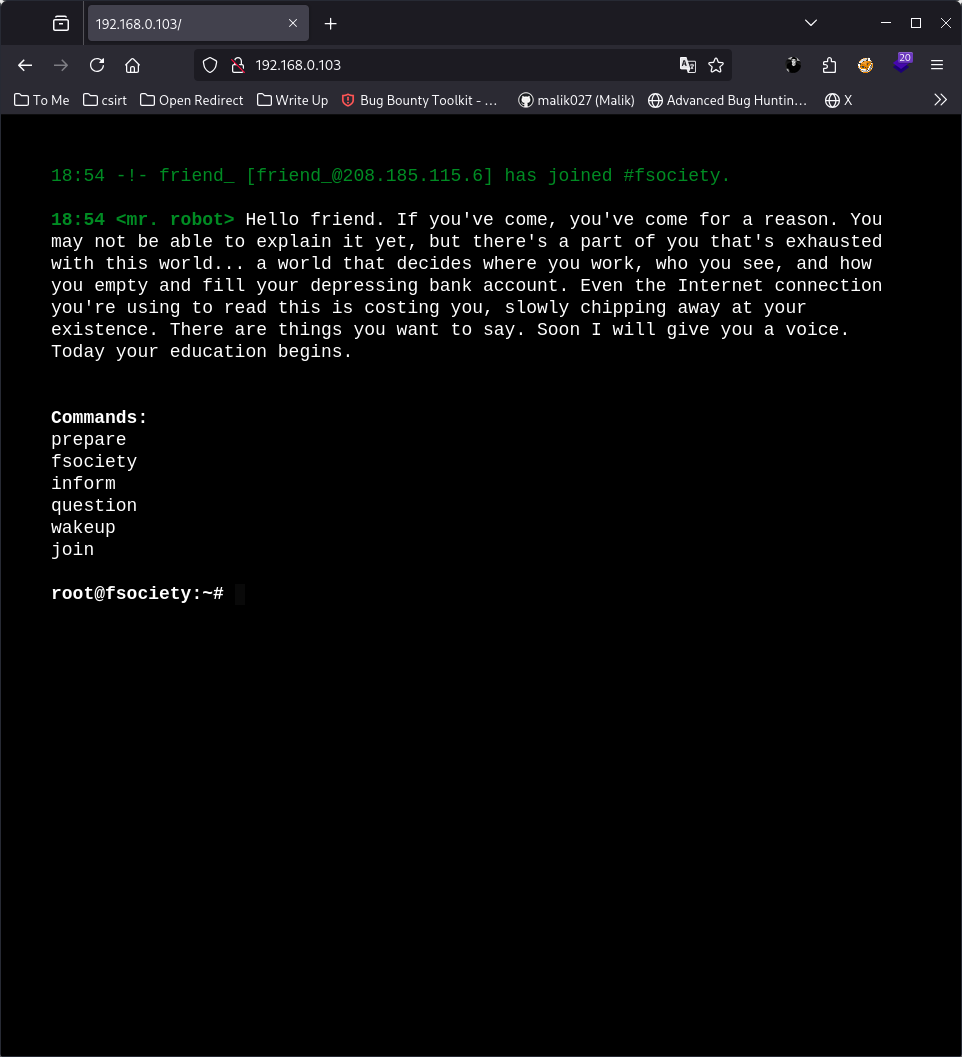 192.168.0.103/
192.168.0.103
20
To Me csirt Open Redirect Write Up Bug Bounty Toolkit - … malik027 (Malik) Advanced Bug Huntin… X
18:54 -!- friend_ [friend_@208.185.115.6] has joined #fsociety.
18:54 <mr. robot> Hello friend. If you've come, you've come for a reason. You
may not be able to explain it yet, but there's a part of you that's exhausted
with this world... a world that decides where you work, who you see, and how
you empty and fill your depressing bank account. Even the Internet connection
you're using to read this is costing you, slowly chipping away at your
existence. There are things you want to say. Soon I will give you a voice.
Today your education begins.
Commands:
prepare
fsociety
inform
question
wakeup
join
root@fsociety:~#